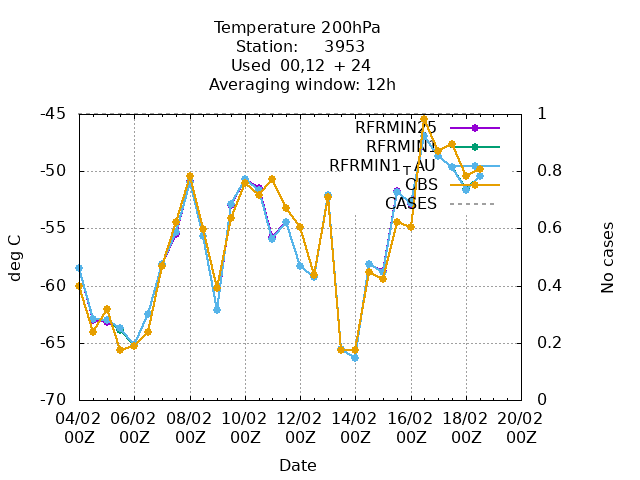 Temperature 200hPa
Station: 3953
Used 00,12 + 24
Averaging window: 12h
-45
-50
-55
-60
-65
-70
1
0.8
0.6
0.4
0.2
0
RFRMIN25
RFRMIN1
RFRMIN1┬AU
OBS
CASES
deg C
No cases
04/02 06/02 08/02 10/02 12/02 14/02 16/02 18/02 20/02
00Z 00Z 00Z 00Z 00Z 00Z 00Z 00Z 00Z
Date